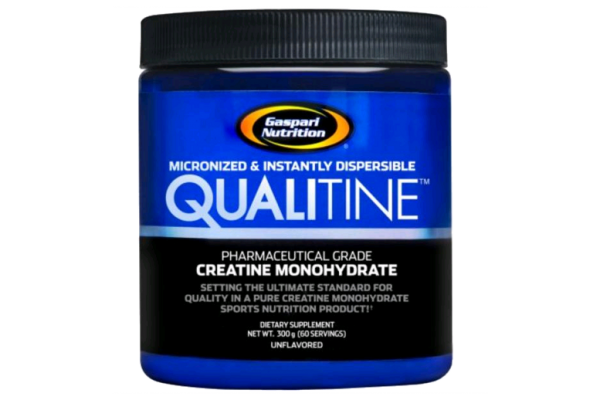 Gaspari
Nutrition
MICRONIZED & INSTANTLY DISPERSIBLE
QUALITINE™
PHARMACEUTICAL GRADE
CREATINE MONOHYDRATE
SETTING THE ULTIMATE STANDARD FOR
QUALITY IN A PURE CREATINE MONOHYDRATE
SPORTS NUTRITION PRODUCT!†
DIETARY SUPPLEMENT
NET WT. 300g (60 SERVINGS)
UNFLAVORED